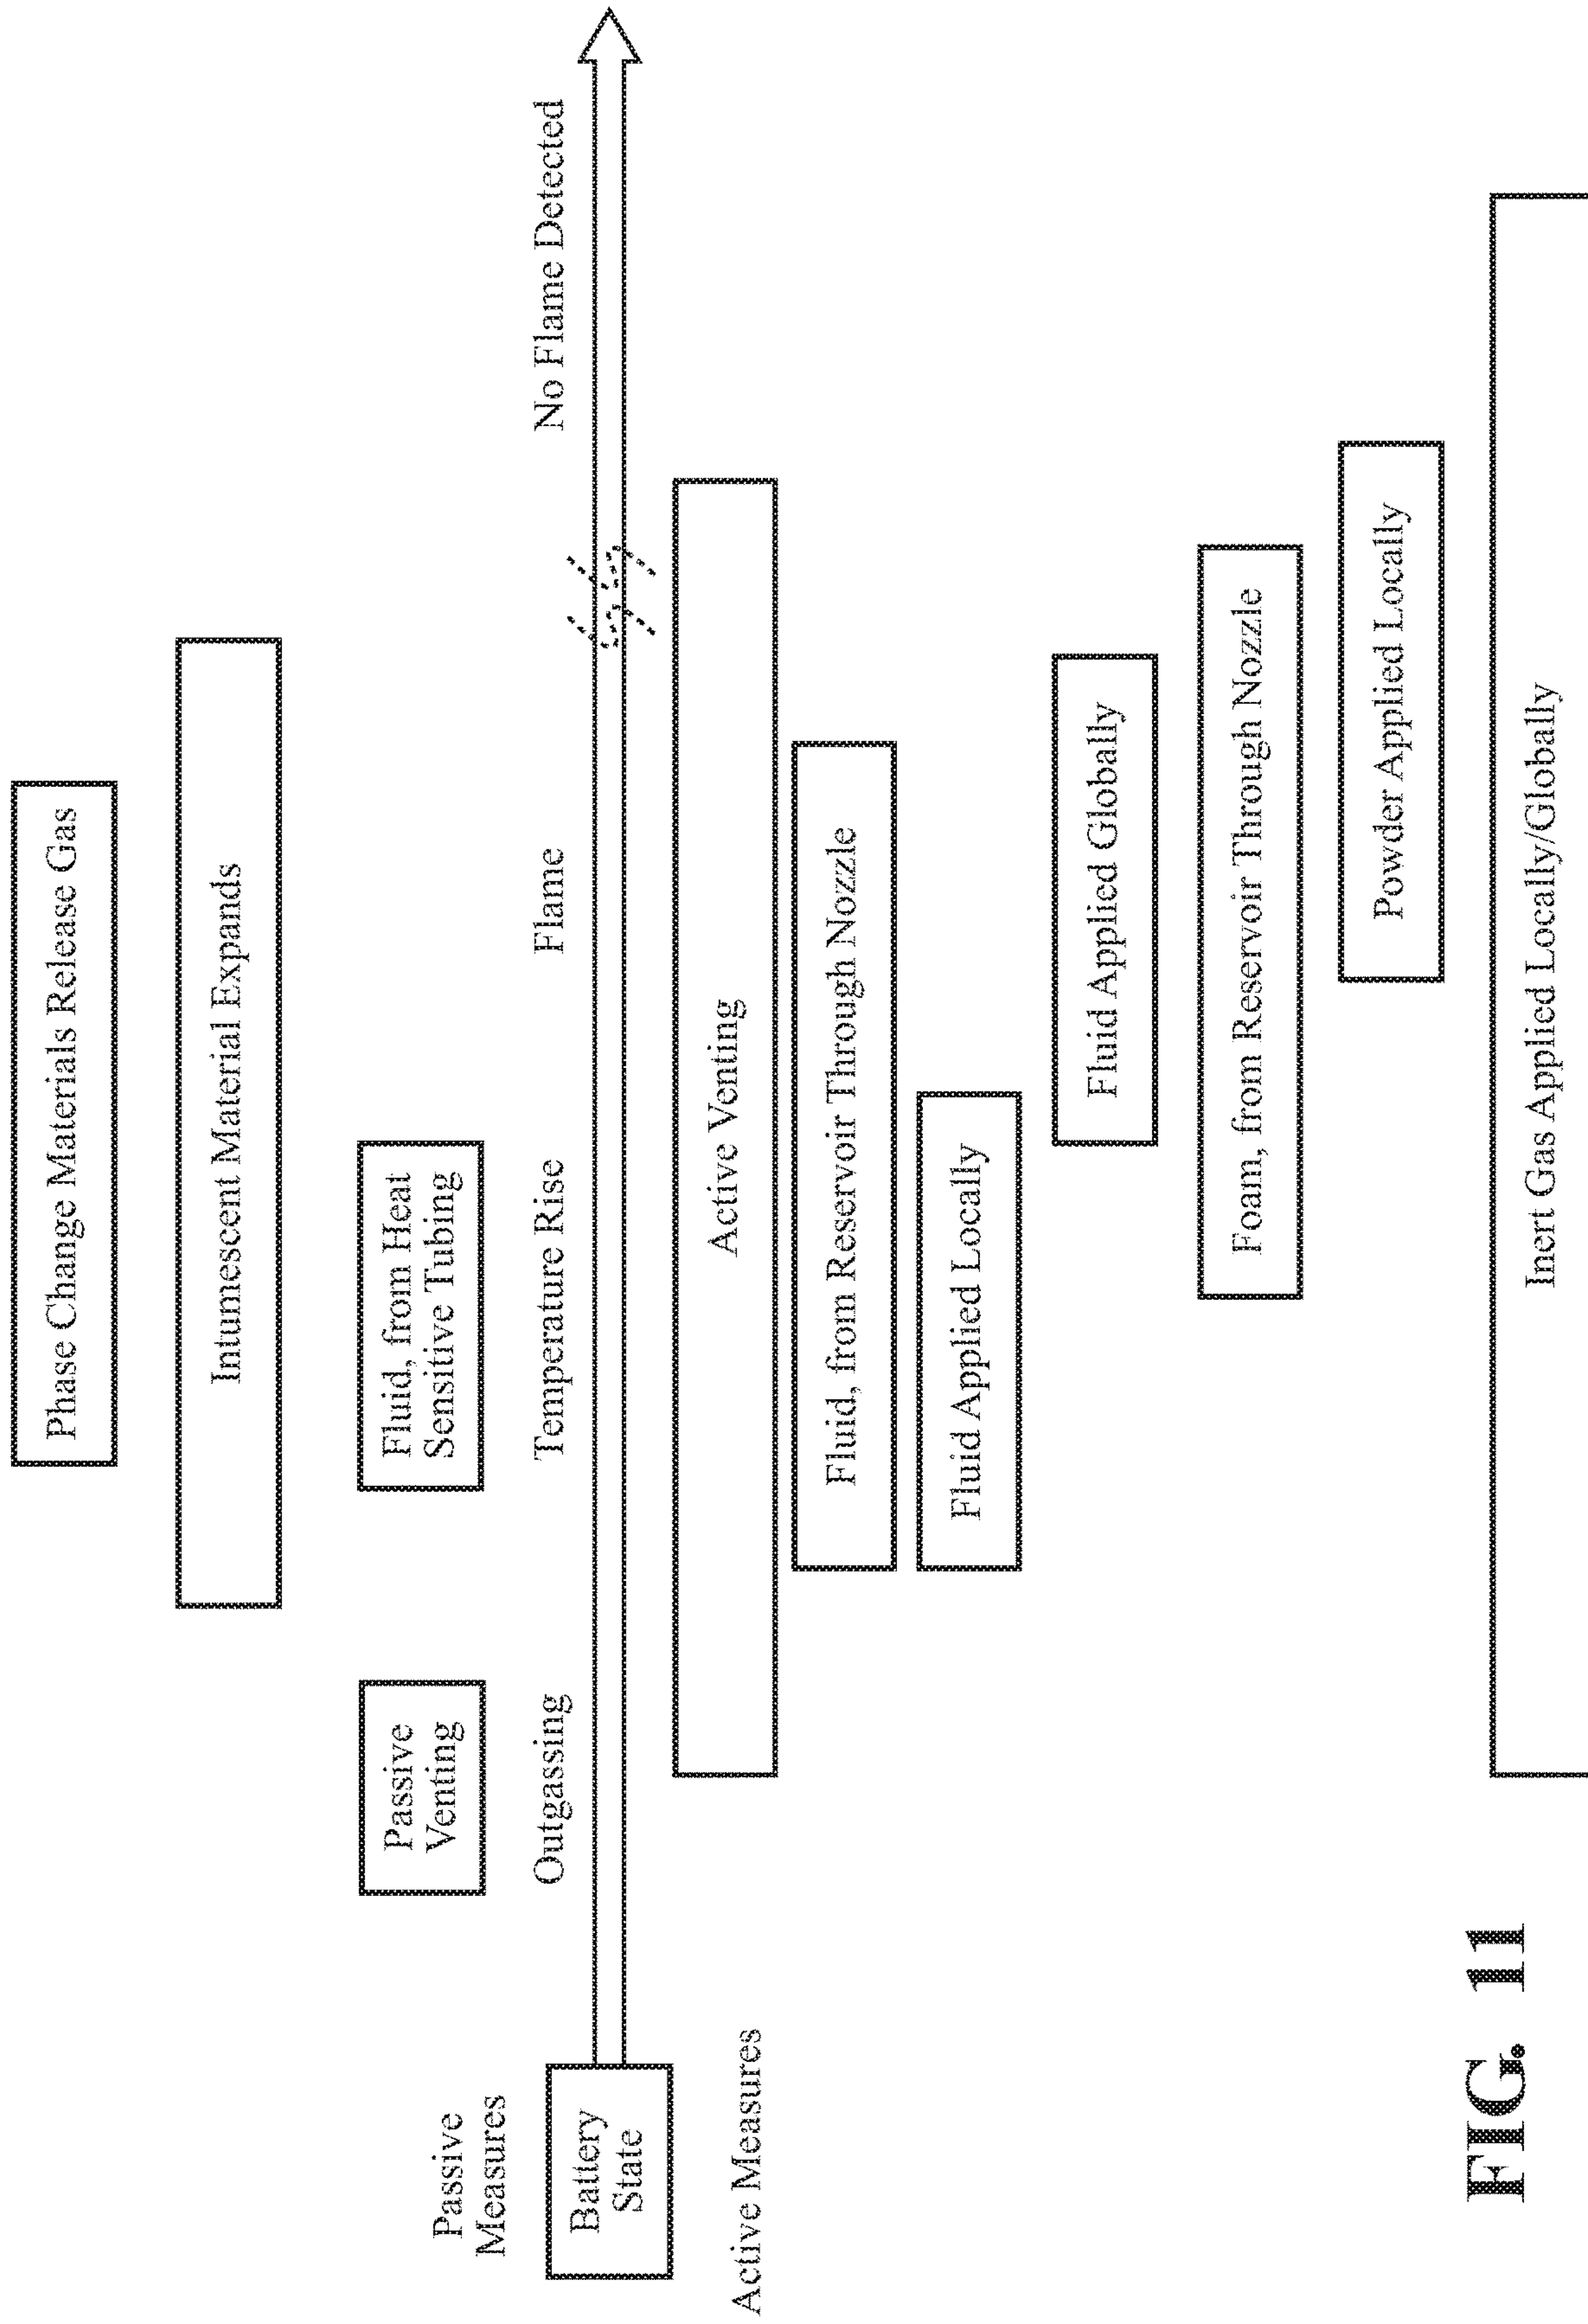 Phase Change Materials Release Gas
Intumescent Material Expands
Passive
Venting
Fluid, from Heat
Sensitive Tubing
Passive
Measures
Outgassing
Temperature Rise
Flame
No Flame Detected
Battery
State
Active Measures
Active Venting
Fluid, from Reservoir Through Nozzle
Fluid Applied Locally
Fluid Applied Globally
Foam, from Reservoir Through Nozzle
Powder Applied Locally
Inert Gas Applied Locally/Globally
FIG. 11